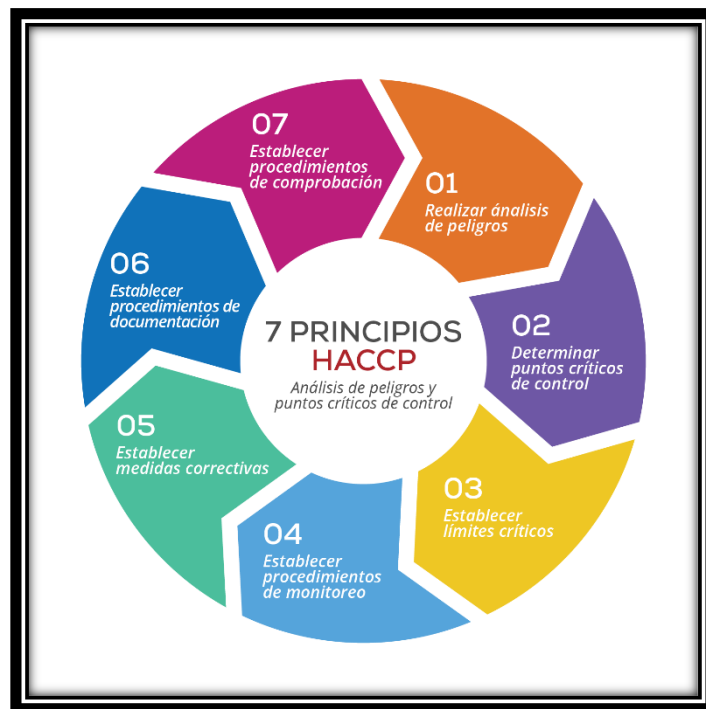 7 PRINCIPIOS
HACCP
Análisis de peligros y
puntos críticos de control
01
Realizar ánalisis
de peligros
02
Determinar
puntos críticos
de control
03
Establecer
límites críticos
04
Establecer
procedimientos
de monitoreo
05
Establecer
medidas correctivas
06
Establecer
procedimientos de
documentación
07
Establecer
procedimientos
de comprobación